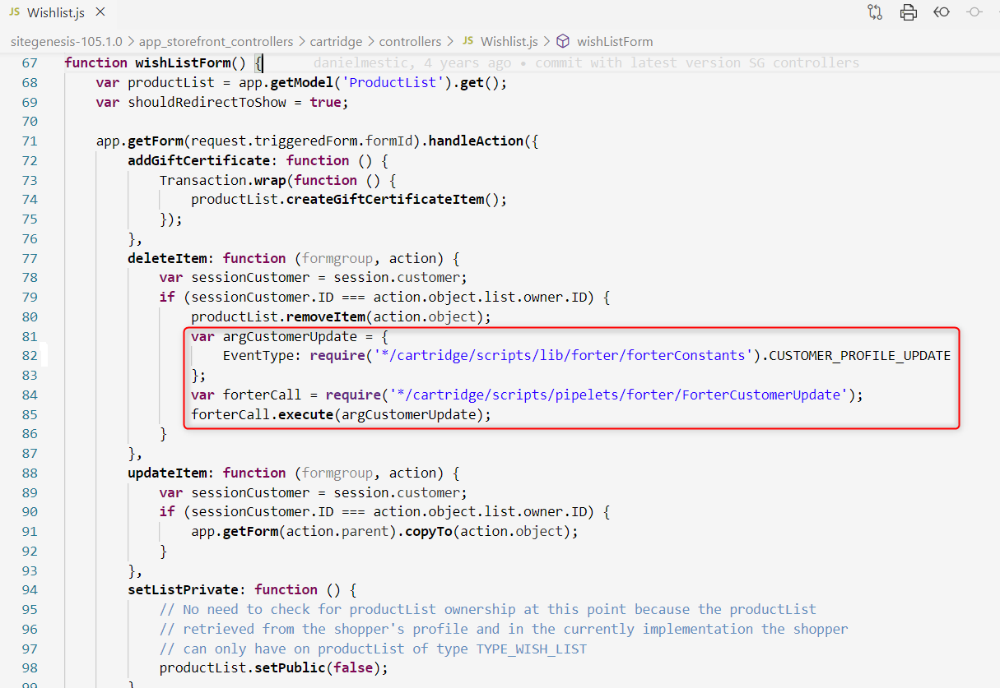 JS Wishlist.js ×
sitegenesis-105.1.0 > app_storefront_controllers > cartridge > controllers > JS Wishlist.js > wishListForm
67 function wishListForm() { danielmestic, 4 years ago • commit with latest version SG controllers
68 var productList = app.getModel('ProductList').get();
69 var shouldRedirectToShow = true;
70
71 app.getForm(request.triggeredForm.formId).handleAction({
72 addGiftCertificate: function () {
73 Transaction.wrap(function () {
74 productList.createGiftCertificateItem();
75 });
76 },
77 deleteItem: function (formgroup, action) {
78 var sessionCustomer = session.customer;
79 if (sessionCustomer.ID === action.object.list.owner.ID) {
80 productList.removeItem(action.object);
81 var argCustomerUpdate = {
82 EventType: require('*/cartridge/scripts/lib/forter/forterConstants').CUSTOMER_PROFILE_UPDATE
83 };
84 var forterCall = require('*/cartridge/scripts/pipelets/forter/ForterCustomerUpdate');
85 forterCall.execute(argCustomerUpdate);
86 }
87 },
88 updateItem: function (formgroup, action) {
89 var sessionCustomer = session.customer;
90 if (sessionCustomer.ID === action.object.list.owner.ID) {
91 app.getForm(action.parent).copyTo(action.object);
92 }
93 },
94 setListPrivate: function () {
95 // No need to check for productList ownership at this point because the productList
96 // retrieved from the shopper's profile and in the currently implementation the shopper
97 // can only have on productList of type TYPE_WISH_LIST
98 productList.setPublic(false);
99 }